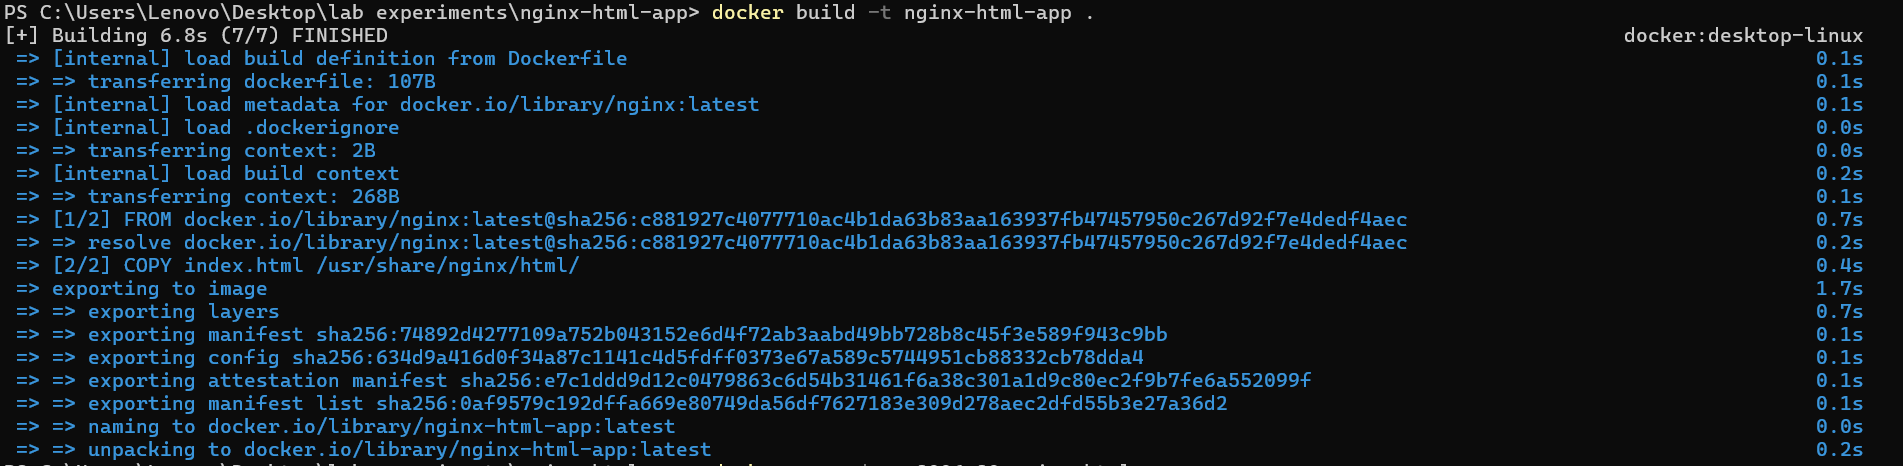 PS C:\Users\Lenovo\Desktop\lab experiments\nginx-html-app> docker build -t nginx-html-app .
[+] Building 6.8s (7/7) FINISHED docker:desktop-linux
=> [internal] load build definition from Dockerfile 0.1s
=> => transferring dockerfile: 107B 0.1s
=> [internal] load metadata for docker.io/library/nginx:latest 0.1s
=> [internal] load .dockerignore 0.0s
=> => transferring context: 2B 0.0s
=> [internal] load build context 0.2s
=> => transferring context: 268B 0.1s
=> [1/2] FROM docker.io/library/nginx:latest@sha256:c881927c4077710ac4b1da63b83aa163937fb47457950c267d92f7e4dedf4aec 0.7s
=> => resolve docker.io/library/nginx:latest@sha256:c881927c4077710ac4b1da63b83aa163937fb47457950c267d92f7e4dedf4aec 0.2s
=> [2/2] COPY index.html /usr/share/nginx/html/ 0.4s
=> exporting to image 1.7s
=> => exporting layers 0.7s
=> => exporting manifest sha256:74892d4277109a752b043152e6d4f72ab3aabd49bb728b8c45f3e589f943c9bb 0.1s
=> => exporting config sha256:634d9a416d0f34a87c1141c4d5fdff0373e67a589c5744951cb88332cb78dda4 0.1s
=> => exporting attestation manifest sha256:e7c1ddd9d12c0479863c6d54b31461f6a38c301a1d9c80ec2f9b7fe6a552099f 0.1s
=> => exporting manifest list sha256:0af9579c192dffa669e80749da56df7627183e309d278aec2dfd55b3e27a36d2 0.1s
=> => naming to docker.io/library/nginx-html-app:latest 0.0s
=> => unpacking to docker.io/library/nginx-html-app:latest 0.2s